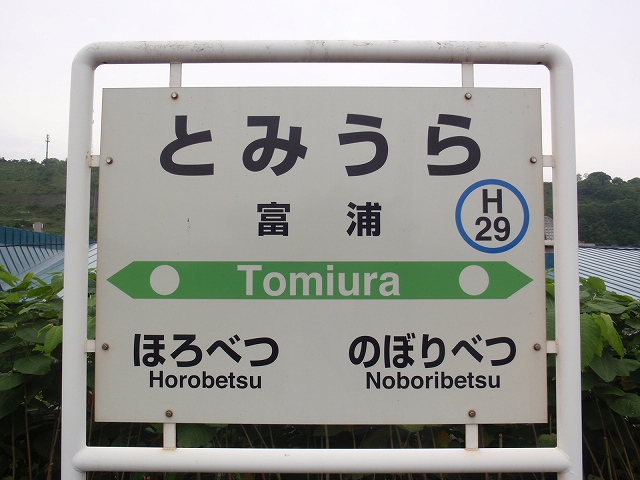 とみうら
富浦
H
29
Tomiura
ほろべつ
Horobetsu
のぼりべつ
Noboribetsu